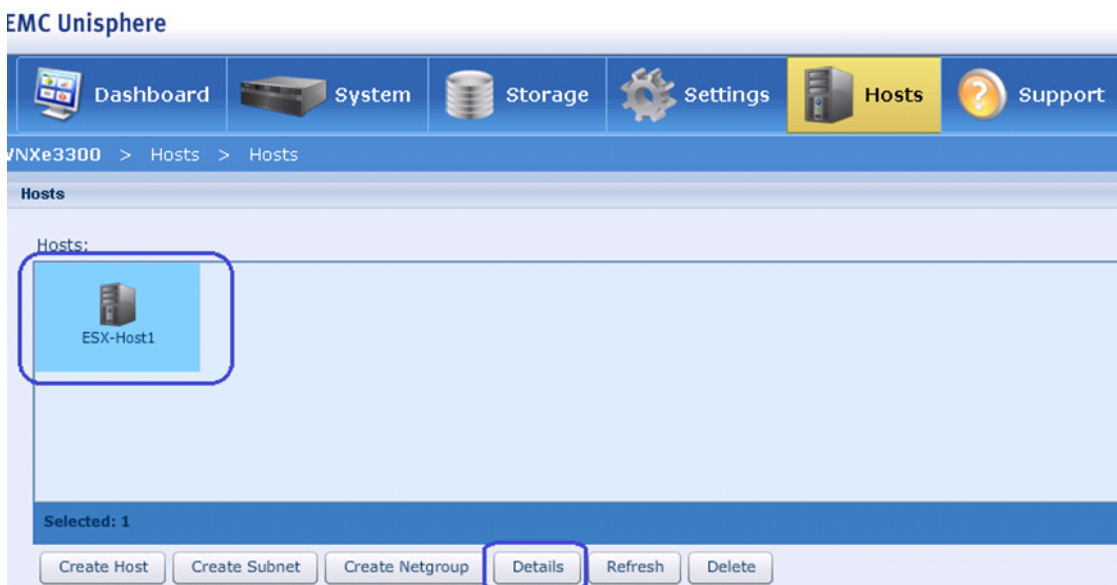 EMC Unisphere
Dashboard System Storage Settings Hosts Support
VNXe3300 > Hosts > Hosts
Hosts
Hosts:
ESX-Host1
Selected: 1
Create Host Create Subnet Create Netgroup Details Refresh Delete